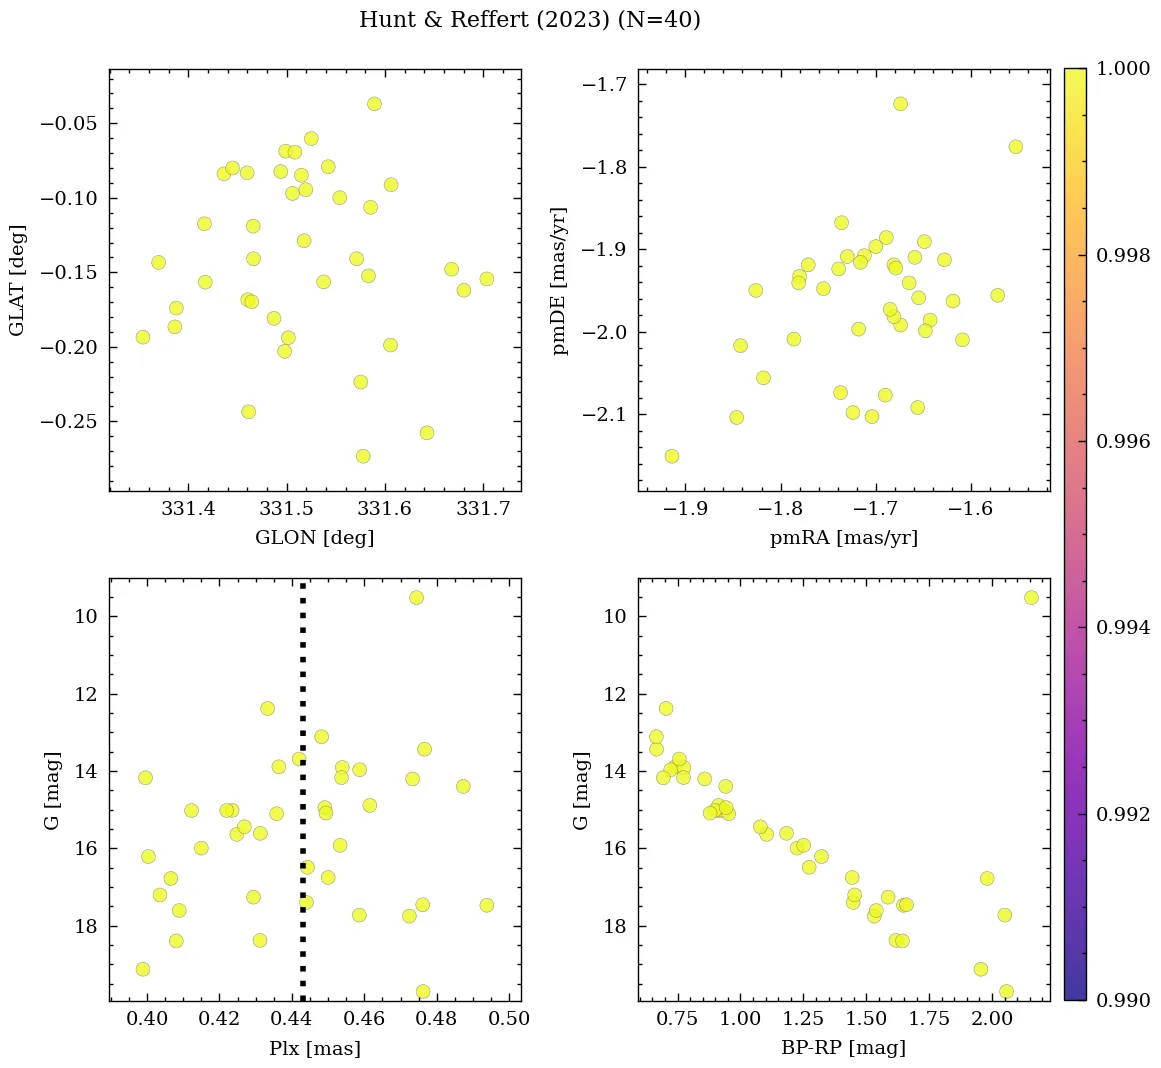 Hunt & Reffert (2023) (N=40)
−0.05
−0.10
−0.15
−0.20
−0.25
GLAT [deg]
331.4 331.5 331.6 331.7
GLON [deg]
−1.7
−1.8
−1.9
−2.0
−2.1
pmDE [mas/yr]
−1.9 −1.8 −1.7 −1.6
pmRA [mas/yr]
10
12
14
16
18
G [mag]
0.40 0.42 0.44 0.46 0.48 0.50
Plx [mas]
10
12
14
16
18
G [mag]
0.75 1.00 1.25 1.50 1.75 2.00
BP-RP [mag]
1.000
0.998
0.996
0.994
0.992
0.990